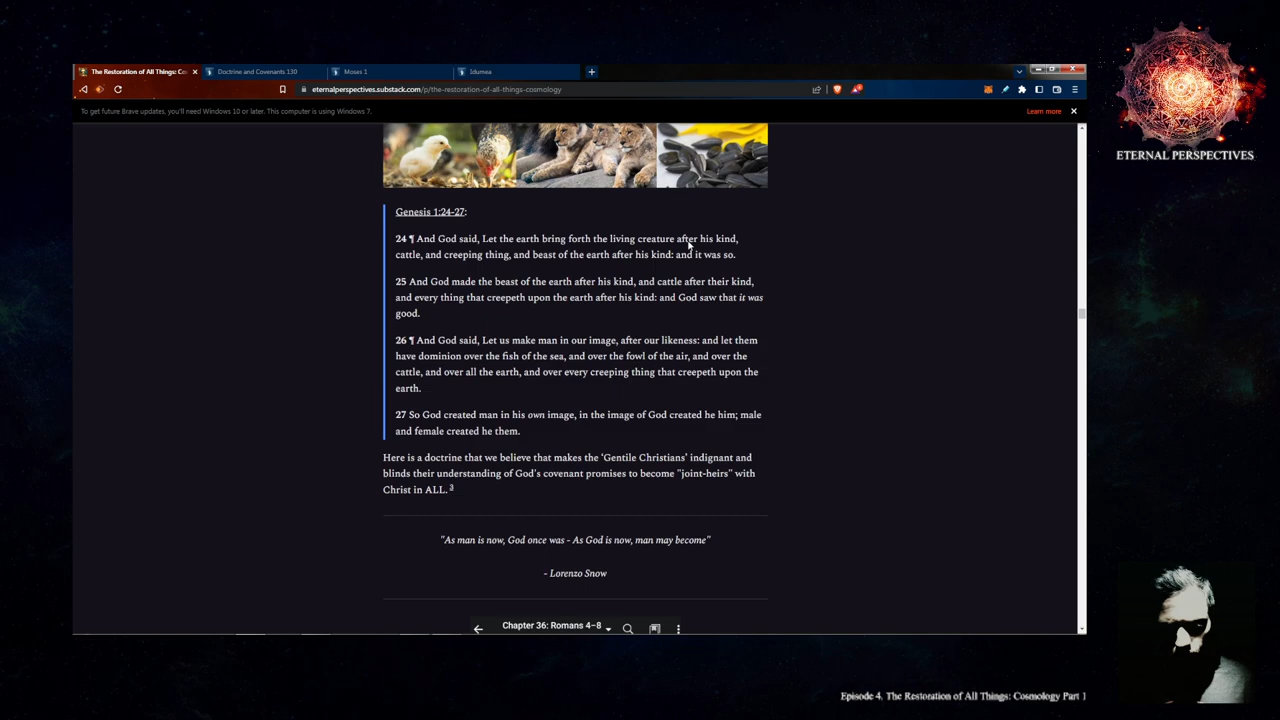 The Restoration of All Things: Co
Doctrine and Covenants 130
Moses 1
Idumea
eternalperspectives.substack.com/p/the-restoration-of-all-things-cosmology
To get future Brave updates, you'll need Windows 10 or later. This computer is using Windows 7.
Learn more
ETERNAL PERSPECTIVES
Genesis 1:24-27:
24 ¶ And God said, Let the earth bring forth the living creature after his kind,
cattle, and creeping thing, and beast of the earth after his kind: and it was so.
25 And God made the beast of the earth after his kind, and cattle after their kind,
and every thing that creepeth upon the earth after his kind: and God saw that it was
good.
26 ¶ And God said, Let us make man in our image, after our likeness: and let them
have dominion over the fish of the sea, and over the fowl of the air, and over the
cattle, and over all the earth, and over every creeping thing that creepeth upon the
earth.
27 So God created man in his own image, in the image of God created he him; male
and female created he them.
Here is a doctrine that we believe that makes the 'Gentile Christians' indignant and
blinds their understanding of God's covenant promises to become "joint-heirs" with
Christ in ALL. 3
"As man is now, God once was - As God is now, man may become"
- Lorenzo Snow
Chapter 36: Romans 4–8
Episode 4. The Restoration of All Things: Cosmology Part 1